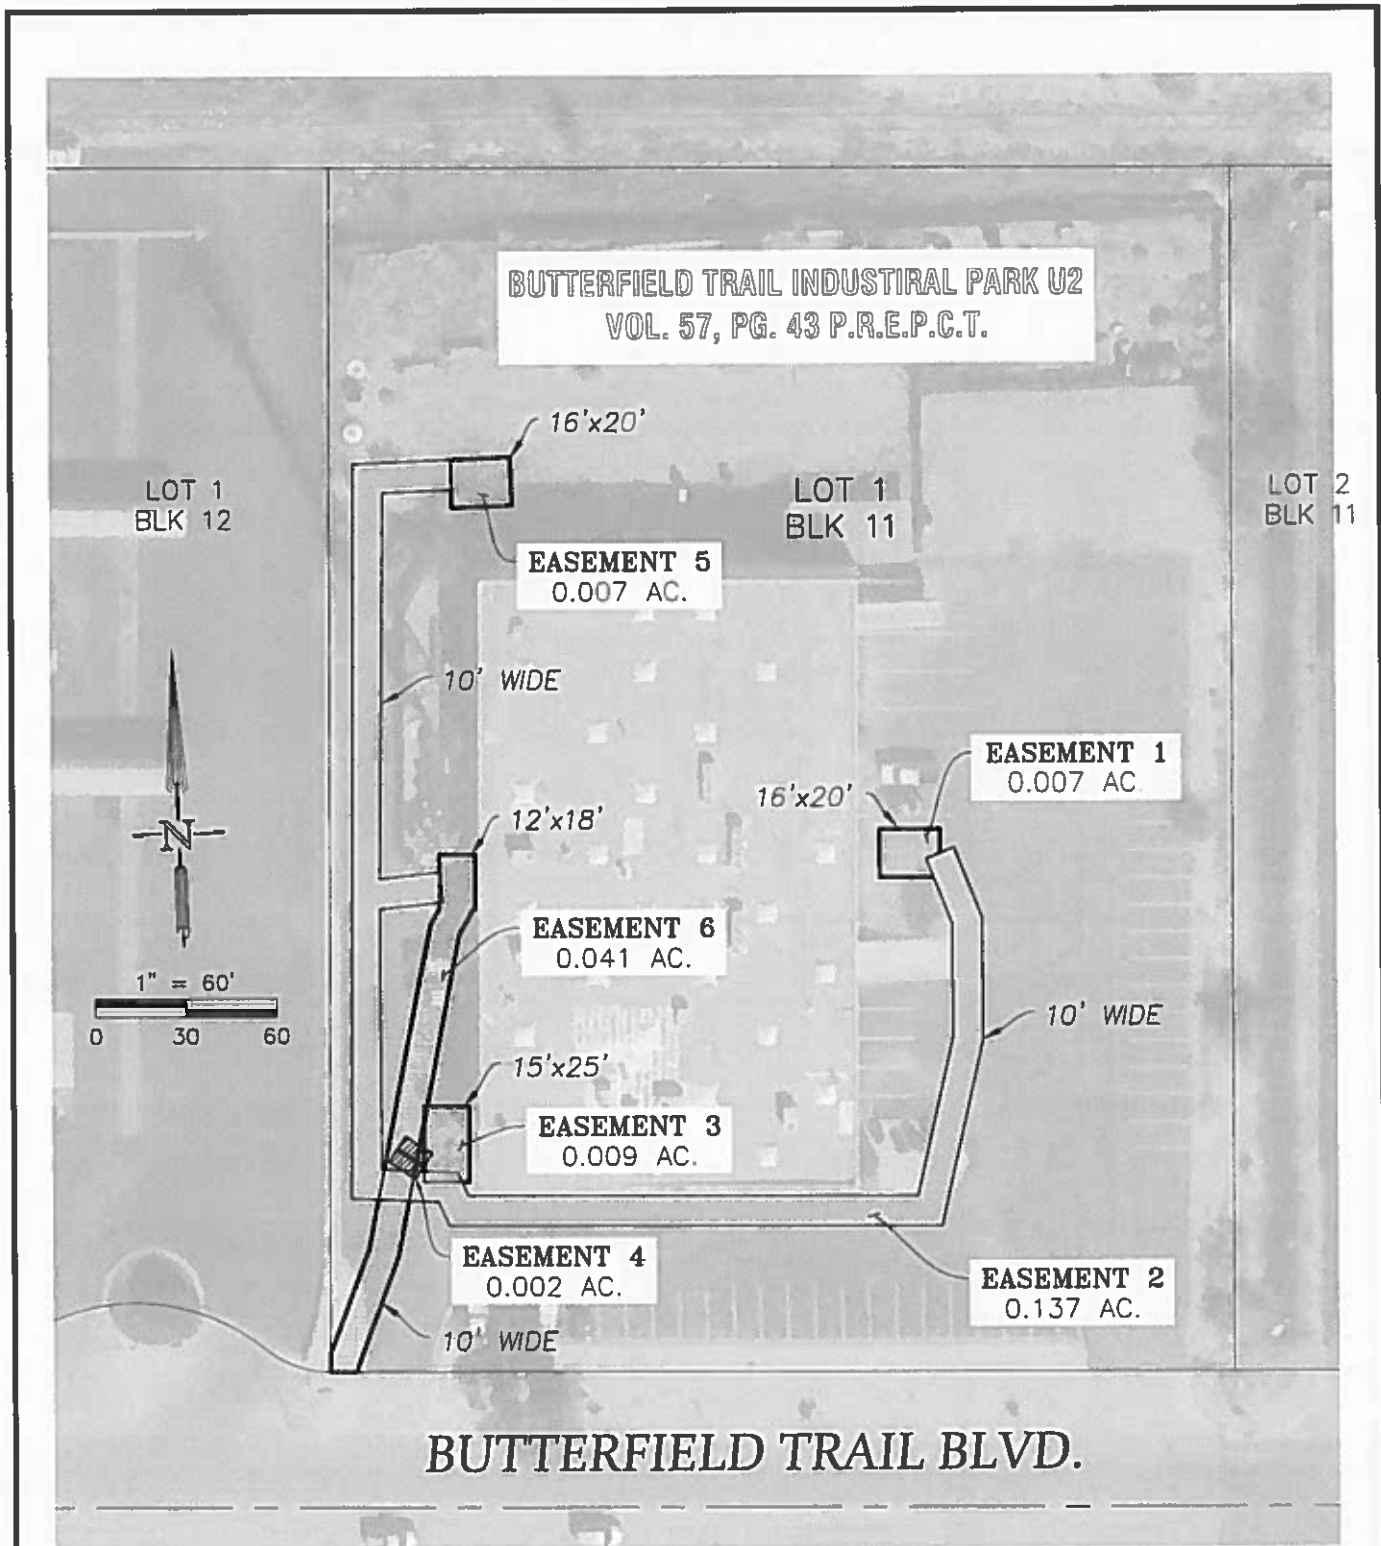 BUTTERFIELD TRAIL INDUSTIRAL PARK U2
VOL. 57, PG. 43 P.R.E.P.C.T.
16'x20'
LOT 1
BLK 12
LOT 1
BLK 11
LOT 2
BLK 11
EASEMENT 5
0.007 AC.
10' WIDE
EASEMENT 1
0.007 AC
16'x20'
12'x18'
N
EASEMENT 6
0.041 AC.
1" = 60'
0 30 60
10' WIDE
15'x25'
EASEMENT 3
0.009 AC.
EASEMENT 4
0.002 AC.
EASEMENT 2
0.137 AC.
10' WIDE
BUTTERFIELD TRAIL BLVD.